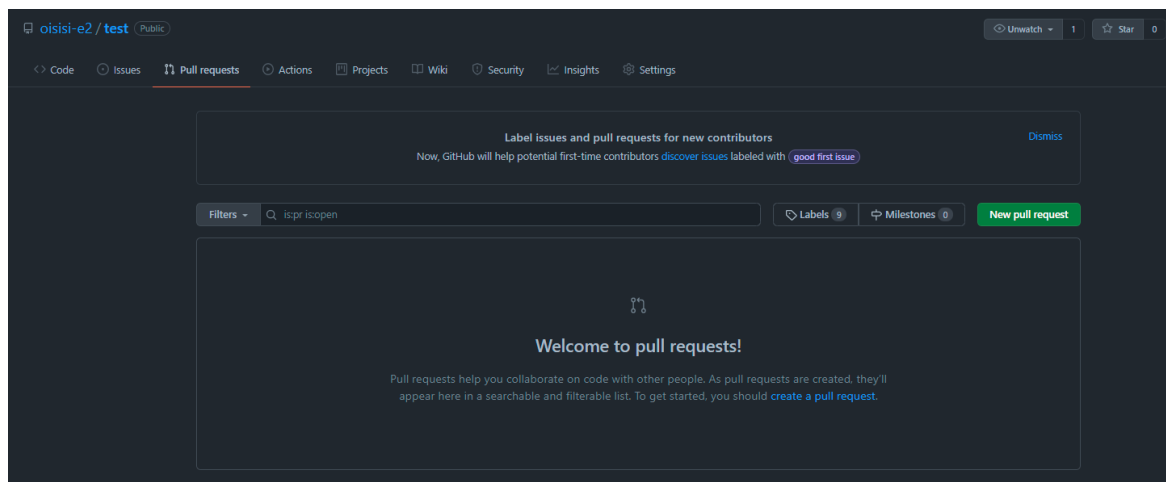 oisisi-e2 / test Public
Unwatch 1 Star 0
Code Issues Pull requests Actions Projects Wiki Security Insights Settings
Label issues and pull requests for new contributors
Dismiss
Now, GitHub will help potential first-time contributors discover issues labeled with good first issue
Filters is:pr is:open Labels 9 Milestones 0 New pull request
Welcome to pull requests!
Pull requests help you collaborate on code with other people. As pull requests are created, they'll
appear here in a searchable and filterable list. To get started, you should create a pull request.